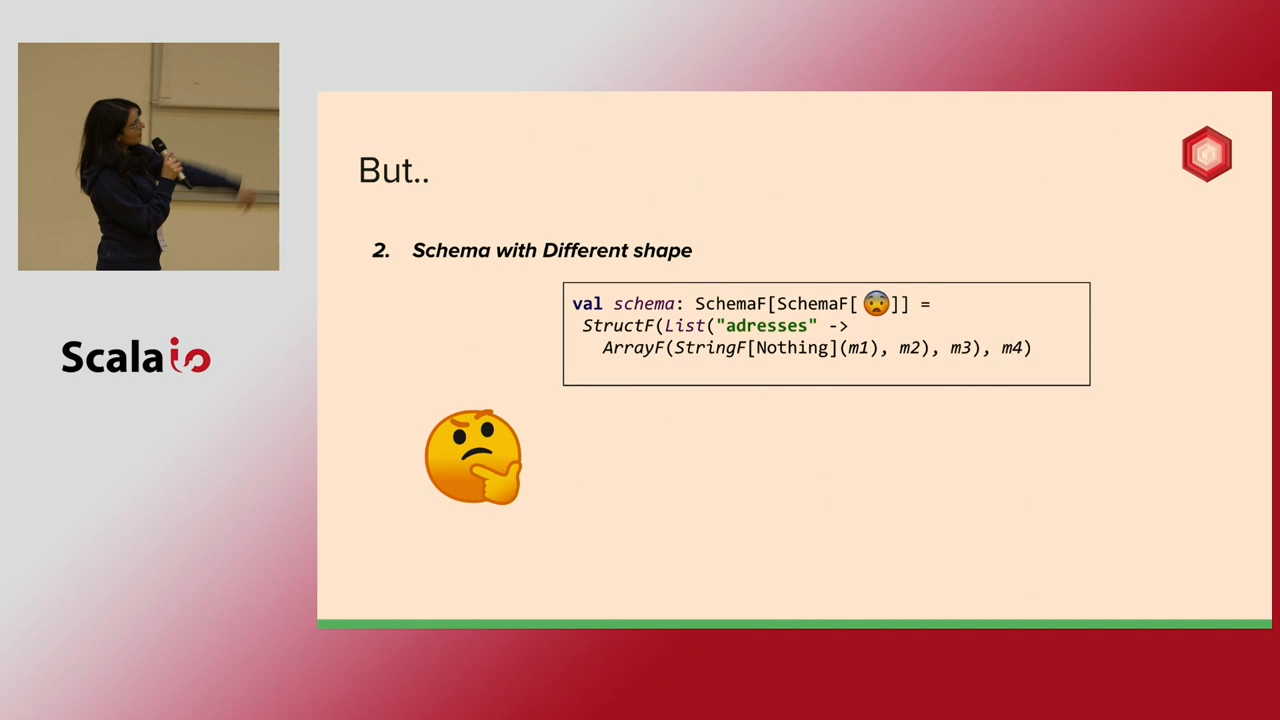 But..
2. Schema with Different shape
val schema: SchemaF[SchemaF[ 😨]] =
StructF(List("adresses" ->
ArrayF(StringF[Nothing](m1), m2), m3), m4)
Scala io